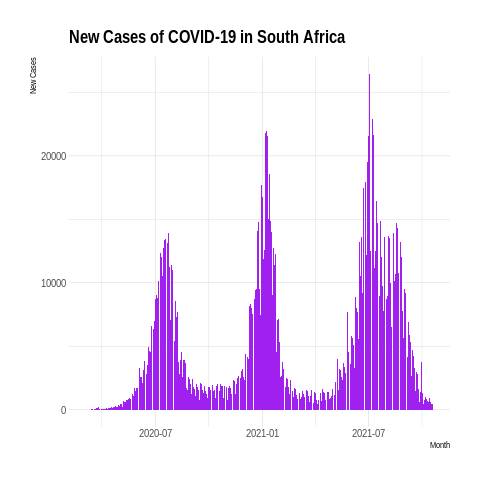 New Cases of COVID-19 in South Africa
New Cases
20000
10000
0
2020-07
2021-01
2021-07
Month